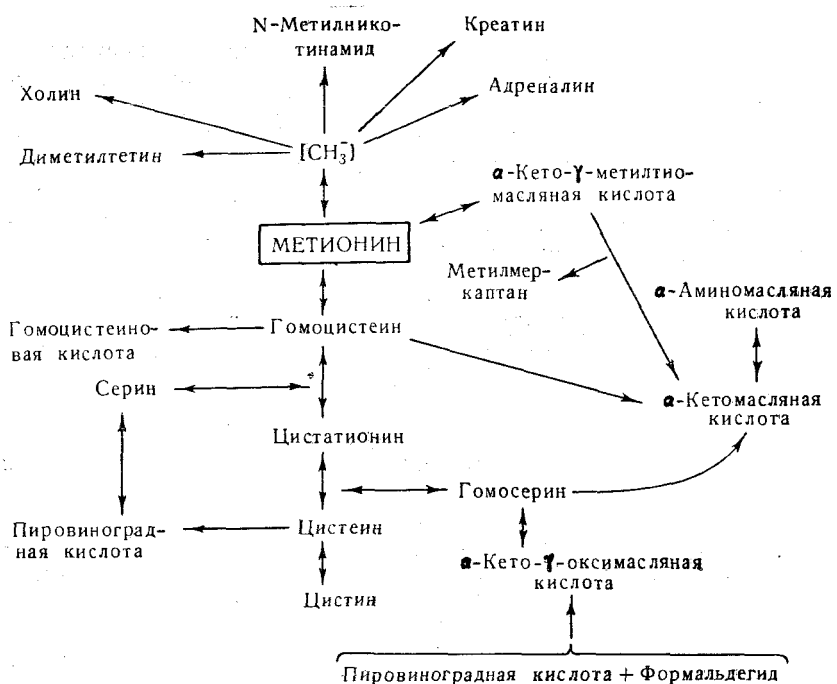 N-Метилнико-
тинамид
Креатин
Холин
Адреналин
Диметилтетин
[CH₃⁻]
α-Кето-γ-метилтио-
масляная кислота
МЕТИОНИН
Метилмер-
каптан
α-Аминомасляная
кислота
Гомоцистеино-
вая кислота
Гомоцистеин
Серин
α-Кетомасляная
кислота
Цистатионин
Гомосерин
Пировиноград-
ная кислота
Цистеин
α-Кето-γ-оксимасляная
кислота
Цистин
Пировиноградная кислота + Формальдегид